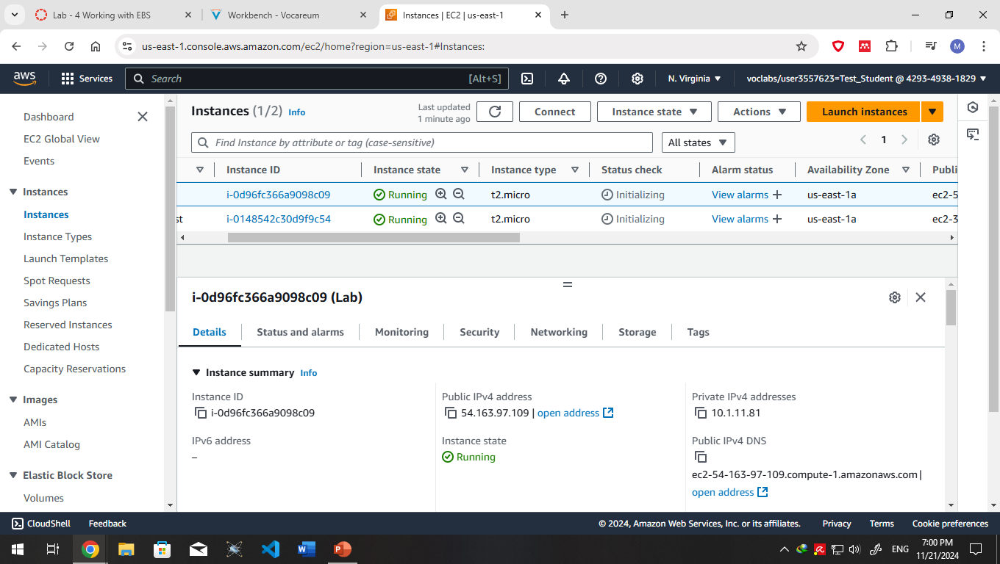 Lab - 4 Working with EBS
Workbench - Vocareum
Instances | EC2 | us-east-1
us-east-1.console.aws.amazon.com/ec2/home?region=us-east-1#Instances:
M
aws
Services
Search
[Alt+S]
N. Virginia
voclabs/user3557623=Test_Student @ 4293-4938-1829
Dashboard
EC2 Global View
Events
Instances
Instances
Instance Types
Launch Templates
Spot Requests
Savings Plans
Reserved Instances
Dedicated Hosts
Capacity Reservations
Images
AMIs
AMI Catalog
Elastic Block Store
Volumes
Instances (1/2) Info
Last updated
1 minute ago
Connect
Instance state
Actions
Launch instances
Find Instance by attribute or tag (case-sensitive)
All states
1
Instance ID Instance state Instance type Status check Alarm status Availability Zone Publi
i-0d96fc366a9098c09 Running t2.micro Initializing View alarms us-east-1a ec2-5
st i-0148542c30d9f9c54 Running t2.micro Initializing View alarms us-east-1a ec2-3
i-0d96fc366a9098c09 (Lab)
Details Status and alarms Monitoring Security Networking Storage Tags
Instance summary Info
Instance ID
i-0d96fc366a9098c09
Public IPv4 address
54.163.97.109 | open address
Private IPv4 addresses
10.1.11.81
IPv6 address
–
Instance state
Running
Public IPv4 DNS
ec2-54-163-97-109.compute-1.amazonaws.com |
open address
CloudShell Feedback
© 2024, Amazon Web Services, Inc. or its affiliates. Privacy Terms Cookie preferences
ENG
7:00 PM
11/21/2024